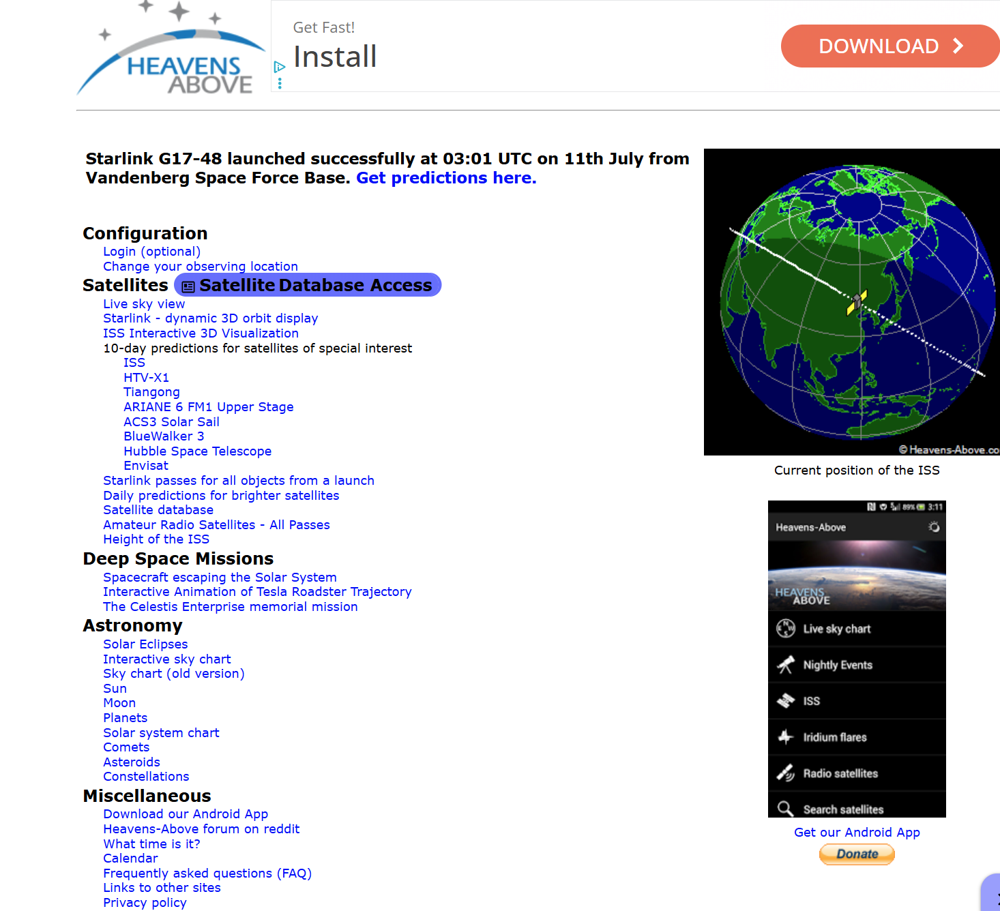 HEAVENS
ABOVE
Get Fast!
Install
DOWNLOAD
Starlink G17-48 launched successfully at 03:01 UTC on 11th July from
Vandenberg Space Force Base. Get predictions here.
Configuration
Login (optional)
Change your observing location
Satellites Satellite Database Access
Live sky view
Starlink - dynamic 3D orbit display
ISS Interactive 3D Visualization
10-day predictions for satellites of special interest
ISS
HTV-X1
Tiangong
ARIANE 6 FM1 Upper Stage
ACS3 Solar Sail
BlueWalker 3
Hubble Space Telescope
Envisat
Starlink passes for all objects from a launch
Daily predictions for brighter satellites
Satellite database
Amateur Radio Satellites - All Passes
Height of the ISS
Deep Space Missions
Spacecraft escaping the Solar System
Interactive Animation of Tesla Roadster Trajectory
The Celestis Enterprise memorial mission
Astronomy
Solar Eclipses
Interactive sky chart
Sky chart (old version)
Sun
Moon
Planets
Solar system chart
Comets
Asteroids
Constellations
Miscellaneous
Download our Android App
Heavens-Above forum on reddit
What time is it?
Calendar
Frequently asked questions (FAQ)
Links to other sites
Privacy policy
© Heavens-Above.co
Current position of the ISS
89% 3:11
Heavens-Above
HEAVENS
ABOVE
N E W S
Live sky chart
Nightly Events
ISS
Iridium flares
Radio satellites
Search satellites
Get our Android App
Donate